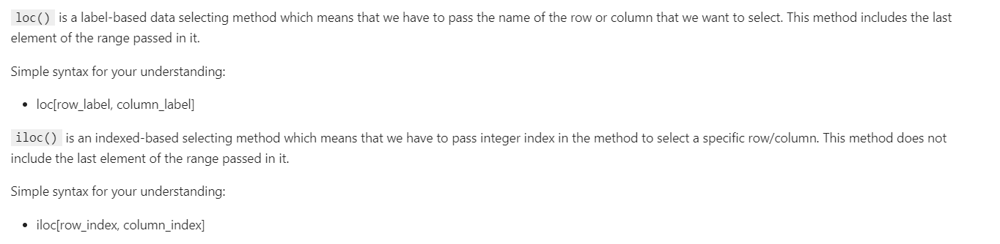 loc() is a label-based data selecting method which means that we have to pass the name of the row or column that we want to select. This method includes the last
element of the range passed in it.
Simple syntax for your understanding:
• loc[row_label, column_label]
iloc() is an indexed-based selecting method which means that we have to pass integer index in the method to select a specific row/column. This method does not
include the last element of the range passed in it.
Simple syntax for your understanding:
• iloc[row_index, column_index]